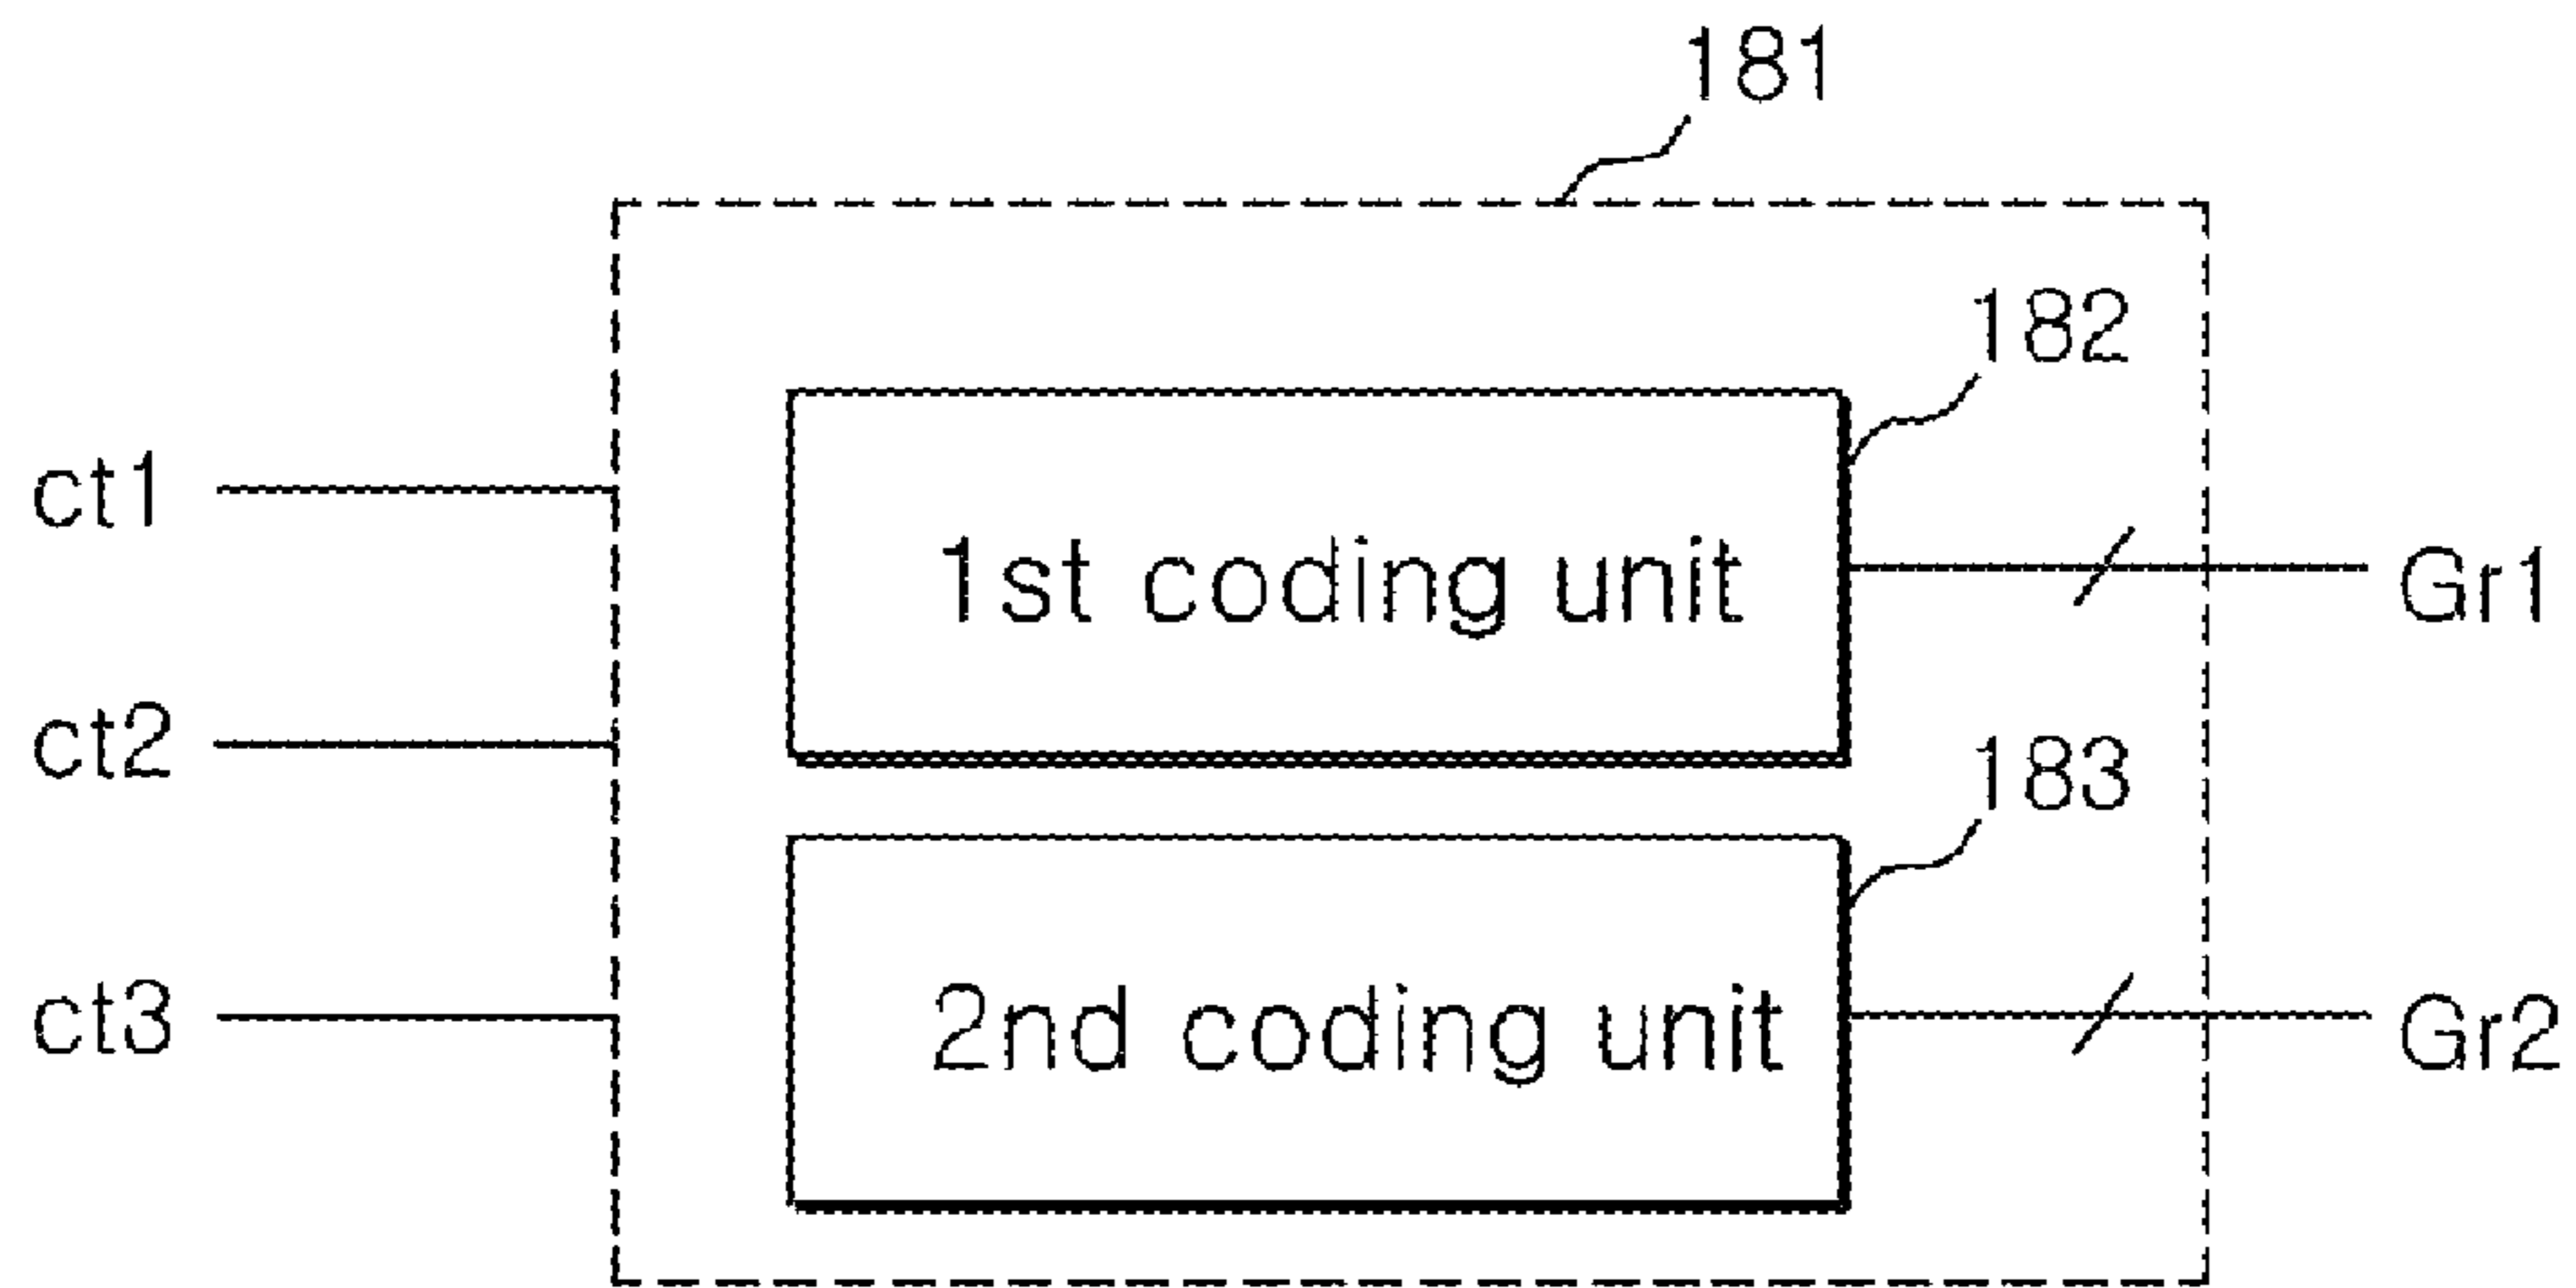 181
182
ct1
1st coding unit
Gr1
ct2
183
ct3
2nd coding unit
Gr2